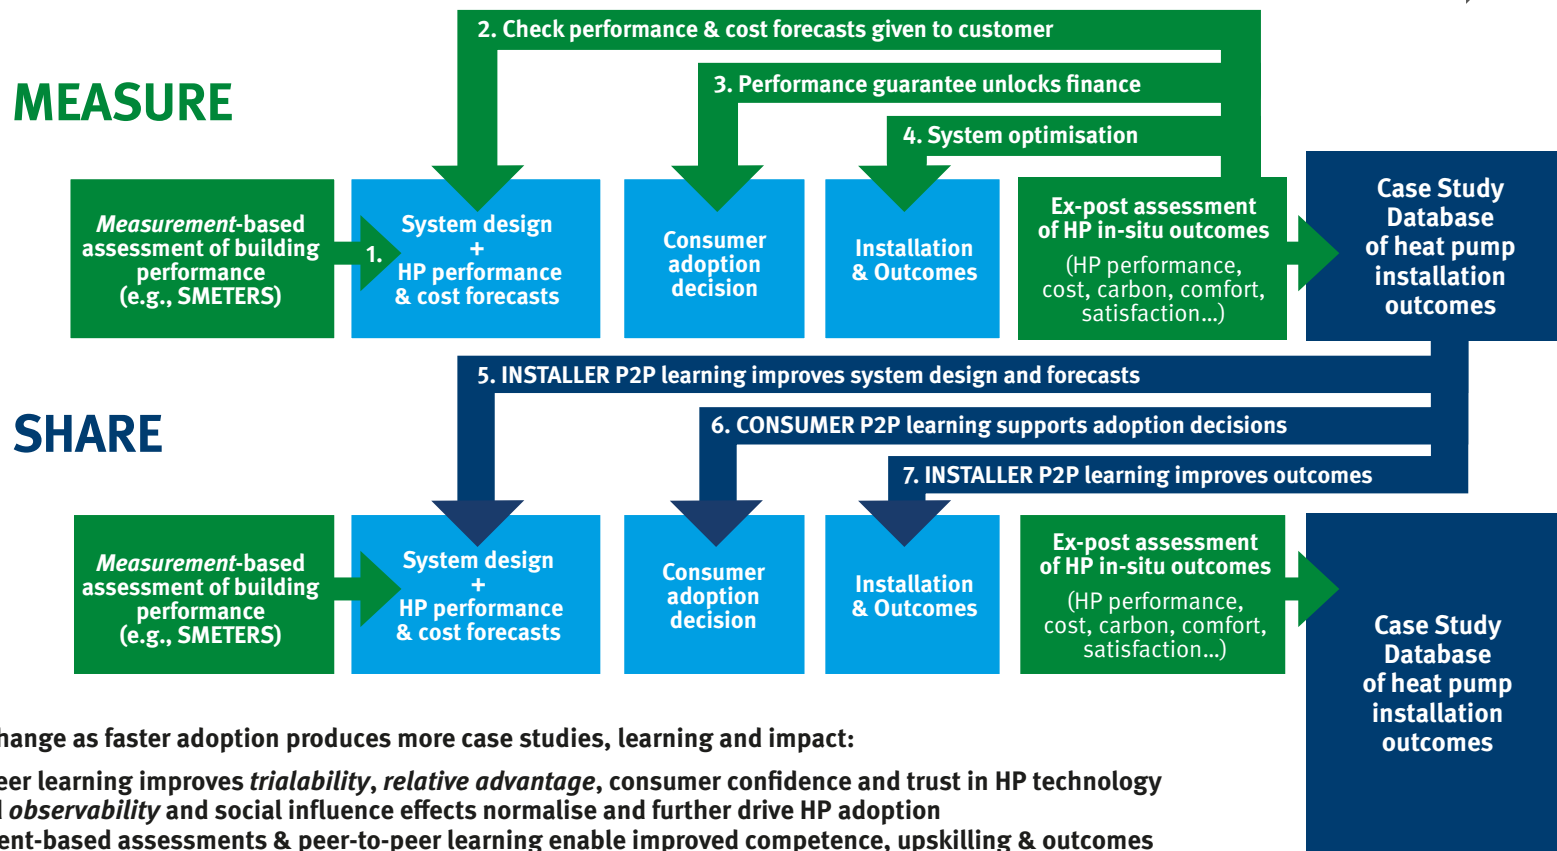 2. Check performance & cost forecasts given to customer
3. Performance guarantee unlocks finance
MEASURE
4. System optimisation
Measurement-based
assessment of building
performance
(e.g., SMETERS)
1.
System design
+
HP performance
& cost forecasts
Consumer
adoption
decision
Installation
& Outcomes
Ex-post assessment
of HP in-situ outcomes
(HP performance,
cost, carbon, comfort,
satisfaction...)
Case Study
Database
of heat pump
installation
outcomes
5. INSTALLER P2P learning improves system design and forecasts
SHARE
6. CONSUMER P2P learning supports adoption decisions
7. INSTALLER P2P learning improves outcomes
Measurement-based
assessment of building
performance
(e.g., SMETERS)
System design
+
HP performance
& cost forecasts
Consumer
adoption
decision
Installation
& Outcomes
Ex-post assessment
of HP in-situ outcomes
(HP performance,
cost, carbon, comfort,
satisfaction...)
Case Study
Database
of heat pump
installation
outcomes
hange as faster adoption produces more case studies, learning and impact:
eer learning improves trialability, relative advantage, consumer confidence and trust in HP technology
observability and social influence effects normalise and further drive HP adoption
ent-based assessments & peer-to-peer learning enable improved competence, upskilling & outcomes